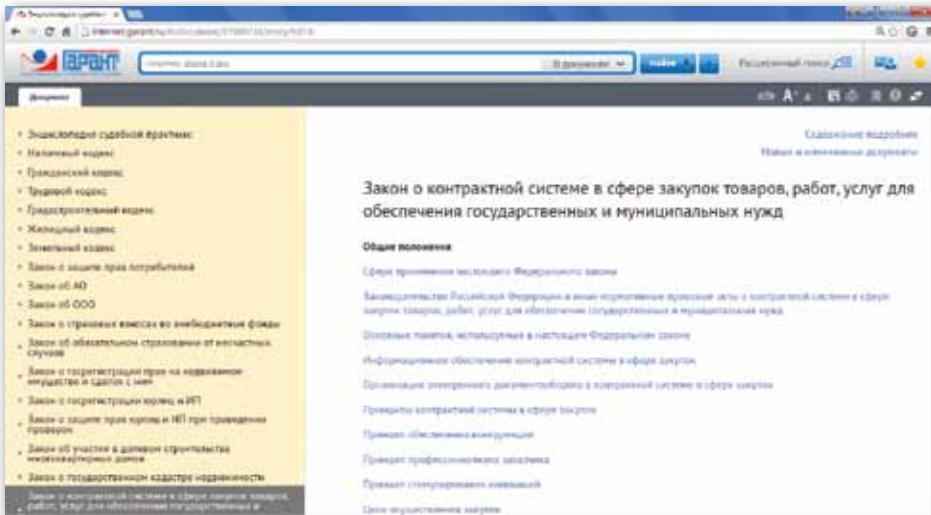 Энциклопедия судебной
internet.garant.ru
ГАРАНТ
В документе
Найти
Расширенный поиск
Документ
Энциклопедия судебной практики
Налоговый кодекс
Гражданский кодекс
Трудовой кодекс
Градостроительный кодекс
Жилищный кодекс
Земельный кодекс
Закон о защите прав потребителей
Закон об АО
Закон об ООО
Закон о страховых взносах во внебюджетные фонды
Закон об обязательном страховании от несчастных
случаев
Закон о госрегистрации прав на недвижимое
имущество и сделок с ним
Закон о госрегистрации юрлиц и ИП
Закон о защите прав юрлиц и ИП при проведении
проверок
Закон об участии в долевом строительстве
многоквартирных домов
Закон о государственном кадастре недвижимости
Закон о контрактной системе в сфере закупок товаров,
работ, услуг для обеспечения государственных и
Содержание подробнее
Новые и измененные документы
Закон о контрактной системе в сфере закупок товаров, работ, услуг для
обеспечения государственных и муниципальных нужд
Общие положения
Сфера применения настоящего Федерального закона
Законодательство Российской Федерации и иные нормативные правовые акты о контрактной системе в сфере
закупок товаров, работ, услуг для обеспечения государственных и муниципальных нужд
Основные понятия, используемые в настоящем Федеральном законе
Информационное обеспечение контрактной системы в сфере закупок
Организация электронного документооборота в контрактной системе в сфере закупок
Принципы контрактной системы в сфере закупок
Принцип обеспечения конкуренции
Принцип профессионализма заказчика
Принцип стимулирования инноваций
Цели осуществления закупок